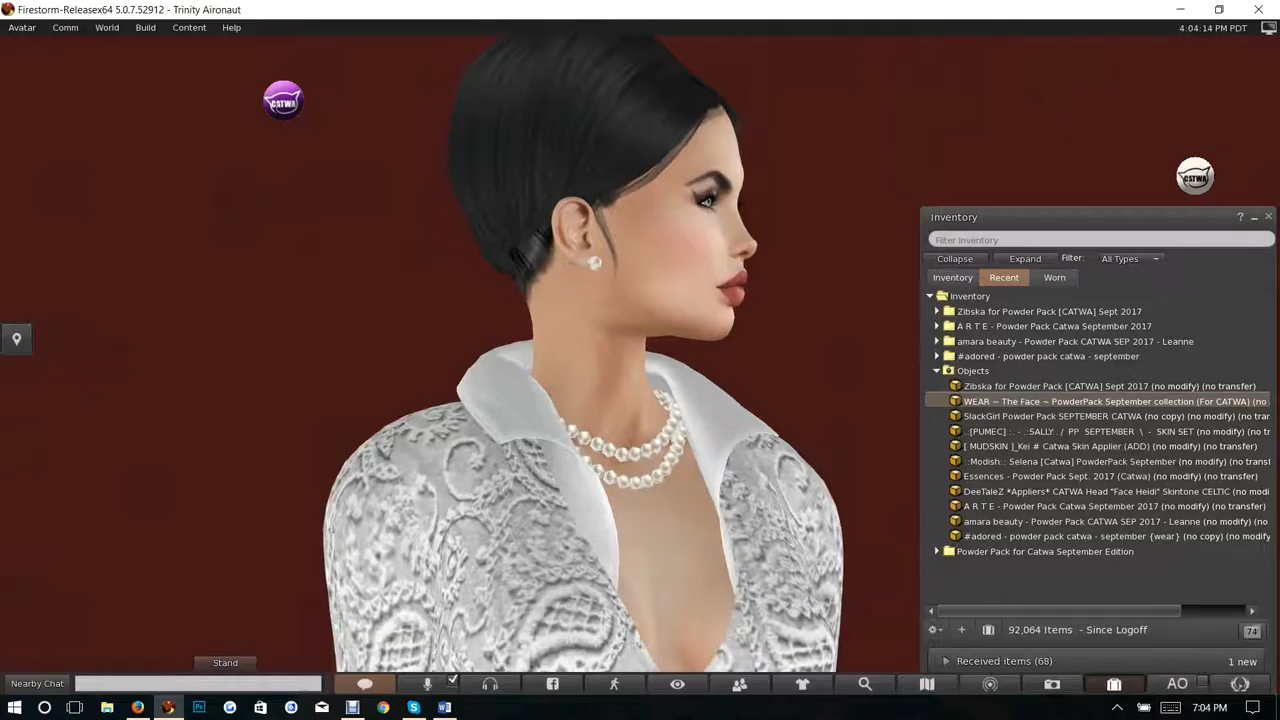 Firestorm-Releasex64 5.0.7.52912 - Trinity Aironaut
Avatar Comm World Build Content Help 4:04:14 PM PDT
CATWA
CATWA
Inventory ?
Filter Inventory
Collapse Expand Filter: All Types
Inventory Recent Worn
Inventory
Zibska for Powder Pack [CATWA] Sept 2017
A R T E - Powder Pack Catwa September 2017
amara beauty - Powder Pack CATWA SEP 2017 - Leanne
#adored - powder pack catwa - september
Objects
Zibska for Powder Pack [CATWA] Sept 2017 (no modify) (no transfer)
WEAR ~ The Face ~ PowderPack September collection (For CATWA) (no
SlackGirl Powder Pack SEPTEMBER CATWA (no copy) (no modify) (no tran
.:[PUMEC] :. - .:SALLY: / PP SEPTEMBER \ - SKIN SET (no modify) (no tr
[ MUDSKIN ]_Kei # Catwa Skin Applier (ADD) (no modify) (no transfer)
.:Modish:: Selena [Catwa] PowderPack September (no modify) (no transf
Essences - Powder Pack Sept. 2017 (Catwa) (no modify) (no transfer)
DeeTaleZ *Appliers* CATWA Head "Face Heidi" Skintone CELTIC (no modi
A R T E - Powder Pack Catwa September 2017 (no modify) (no transfer)
amara beauty - Powder Pack CATWA SEP 2017 - Leanne (no modify) (no
#adored - powder pack catwa - september {wear} (no copy) (no modify
Powder Pack for Catwa September Edition
92,064 Items - Since Logoff 74
Received items (68) 1 new
Stand
Nearby Chat AO
7:04 PM